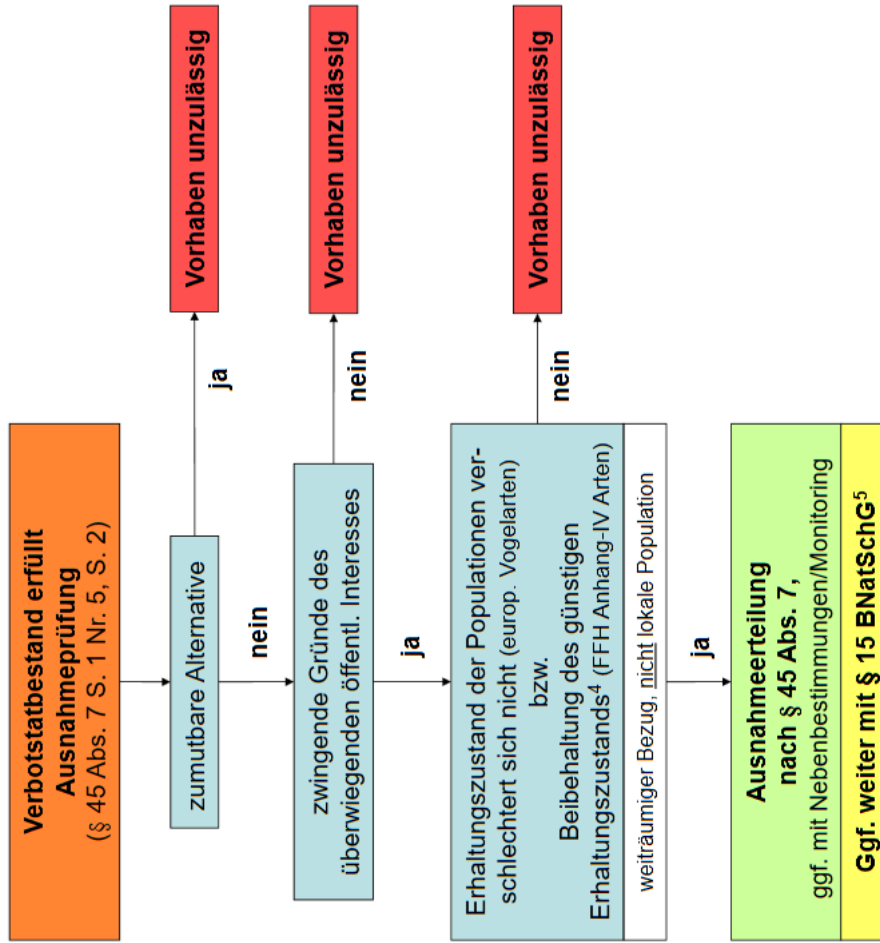 Verbotstatbestand erfüllt
Ausnahmeprüfung
(§ 45 Abs. 7 S. 1 Nr. 5, S. 2)
zumutbare Alternative
ja
Vorhaben unzulässig
nein
zwingende Gründe des
überwiegenden öffentl. Interesses
nein
Vorhaben unzulässig
ja
Erhaltungszustand der Populationen ver-
schlechtert sich nicht (europ. Vogelarten)
bzw.
Beibehaltung des günstigen
Erhaltungszustands⁴ (FFH Anhang-IV Arten)
weiträumiger Bezug, nicht lokale Population
nein
Vorhaben unzulässig
ja
Ausnahmeerteilung
nach § 45 Abs. 7,
ggf. mit Nebenbestimmungen/Monitoring
Ggf. weiter mit § 15 BNatSchG⁵